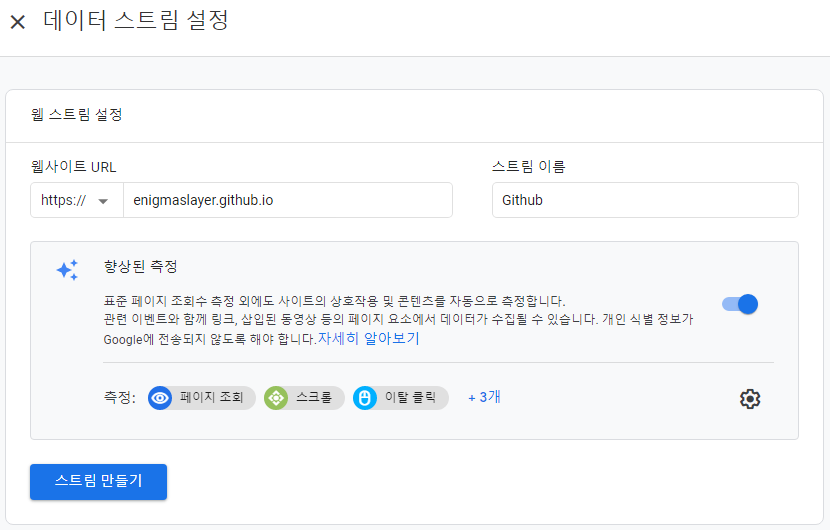 데이터 스트림 설정
웹 스트림 설정
웹사이트 URL
스트림 이름
https://
enigmaslayer.github.io
Github
향상된 측정
표준 페이지 조회수 측정 외에도 사이트의 상호작용 및 콘텐츠를 자동으로 측정합니다.
관련 이벤트와 함께 링크, 삽입된 동영상 등의 페이지 요소에서 데이터가 수집될 수 있습니다. 개인 식별 정보가
Google에 전송되지 않도록 해야 합니다.자세히 알아보기
측정: 페이지 조회 스크롤 이탈 클릭 + 3개
스트림 만들기